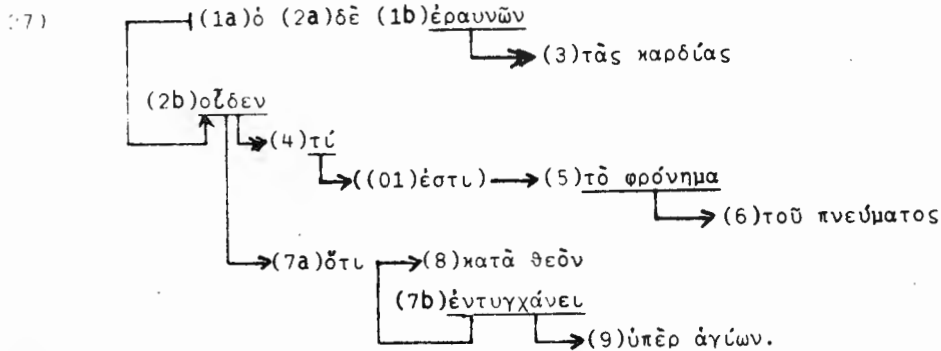 27) (1a)ὁ (2a)δὲ (1b)ἐραυνῶν
(3)τὰς καρδίας
(2b)οἶδεν
(4)τί
((01)ἐστι) (5)τὸ φρόνημα
(6)τοῦ πνεύματος
(7a)ὅτι (8)κατὰ θεὸν
(7b)ἐντυγχάνει
(9)ὑπὲρ ἁγίων.